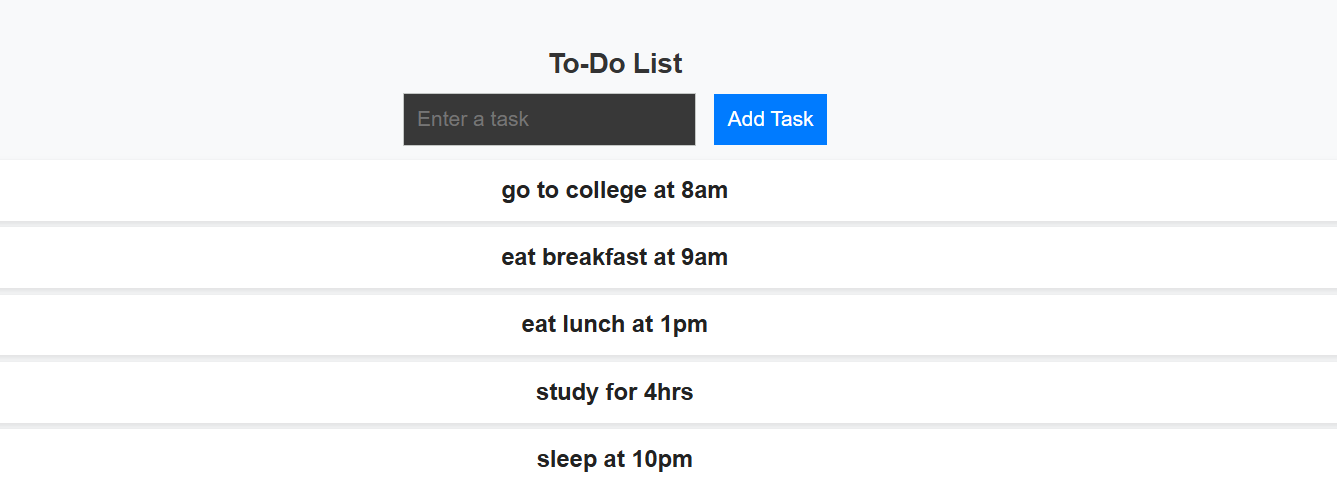 To-Do List
Enter a task Add Task
go to college at 8am
eat breakfast at 9am
eat lunch at 1pm
study for 4hrs
sleep at 10pm